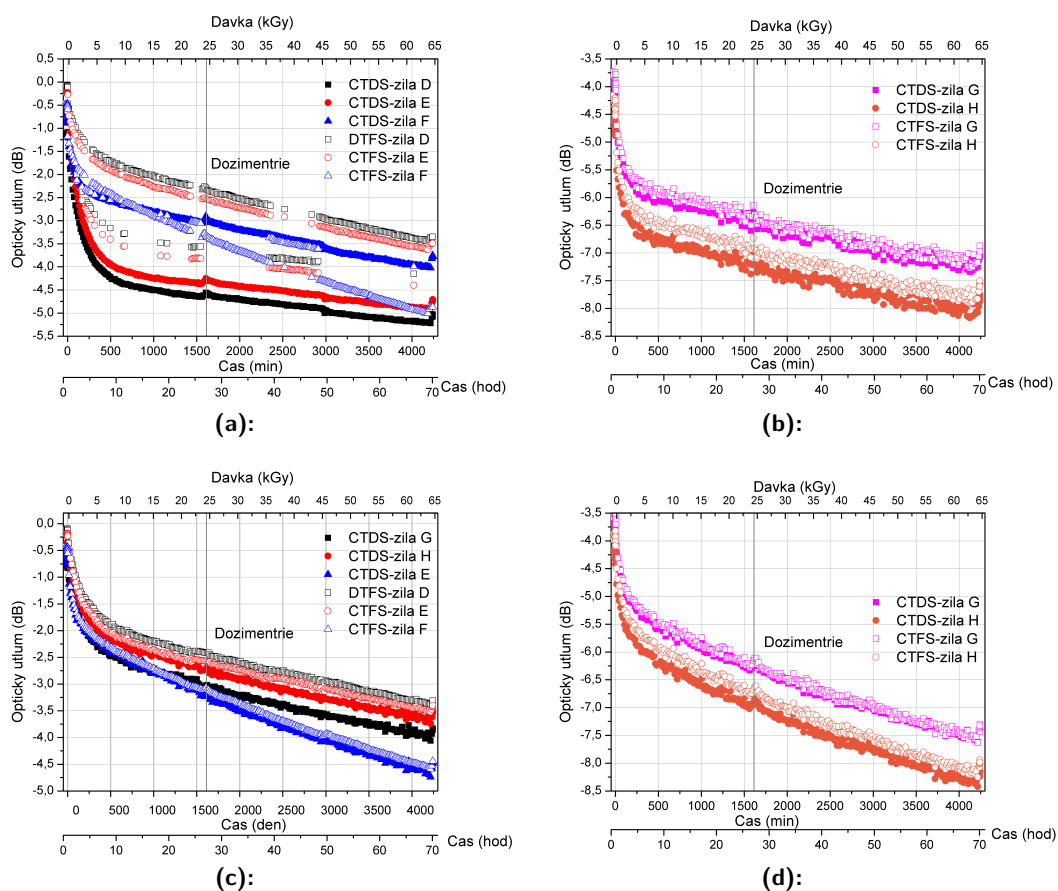 Davka (kGy)
0 5 10 15 20 25 30 35 40 45 50 55 60 65
0,5
0,0
-0,5
-1,0
-1,5
-2,0
-2,5
-3,0
-3,5
-4,0
-4,5
-5,0
-5,5
Opticky utlum (dB)
CTDS-zila D
CTDS-zila E
CTDS-zila F
DTFS-zila D
CTFS-zila E
CTFS-zila F
Dozimentrie
0 500 1000 1500 2000 2500 3000 3500 4000
Cas (min)
0 10 20 30 40 50 60 70
Cas (hod)
(a):
Davka (kGy)
0 5 10 15 20 25 30 35 40 45 50 55 60 65
-3,5
-4,0
-4,5
-5,0
-5,5
-6,0
-6,5
-7,0
-7,5
-8,0
-8,5
Opticky utlum (dB)
CTDS-zila G
CTDS-zila H
CTFS-zila G
CTFS-zila H
Dozimentrie
0 500 1000 1500 2000 2500 3000 3500 4000
Cas (min)
0 10 20 30 40 50 60 70
Cas (hod)
(b):
Davka (kGy)
0 5 10 15 20 25 30 35 40 45 50 55 60 65
0,0
-0,5
-1,0
-1,5
-2,0
-2,5
-3,0
-3,5
-4,0
-4,5
-5,0
Opticky utlum (dB)
CTDS-zila G
CTDS-zila H
CTDS-zila E
DTFS-zila D
CTFS-zila E
CTFS-zila F
Dozimentrie
0 500 1000 1500 2000 2500 3000 3500 4000
Cas (den)
0 10 20 30 40 50 60 70
Cas (hod)
(c):
Davka (kGy)
0 5 10 15 20 25 30 35 40 45 50 55 60 65
-3,5
-4,0
-4,5
-5,0
-5,5
-6,0
-6,5
-7,0
-7,5
-8,0
-8,5
Opticky utlum (dB)
CTDS-zila G
CTDS-zila H
CTFS-zila G
CTFS-zila H
Dozimentrie
0 500 1000 1500 2000 2500 3000 3500 4000
Cas (min)
0 10 20 30 40 50 60 70
Cas (hod)
(d):